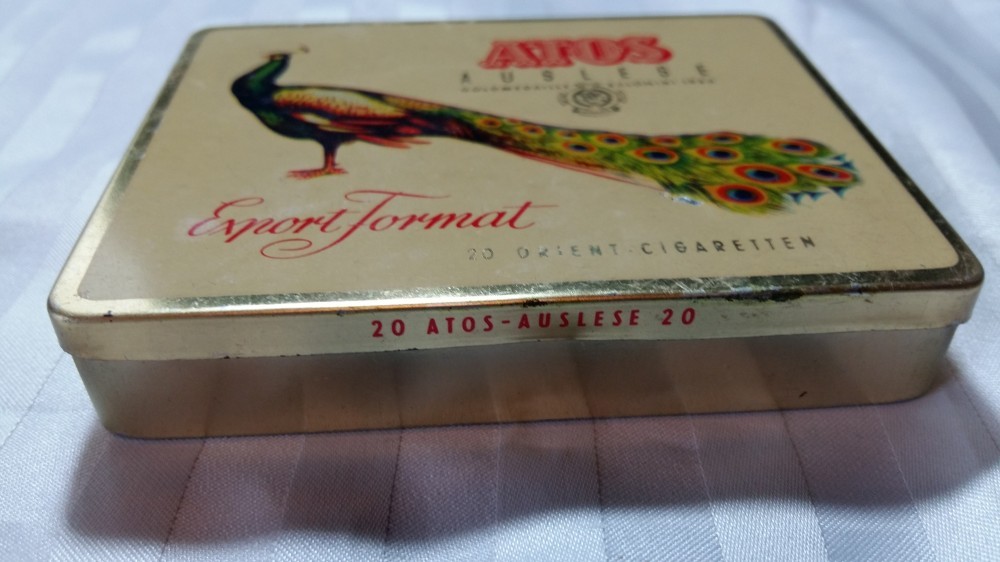 ATOS
AUSLESE
Export Format
20 ORIENT-CIGARETTEN
20 ATOS-AUSLESE 20